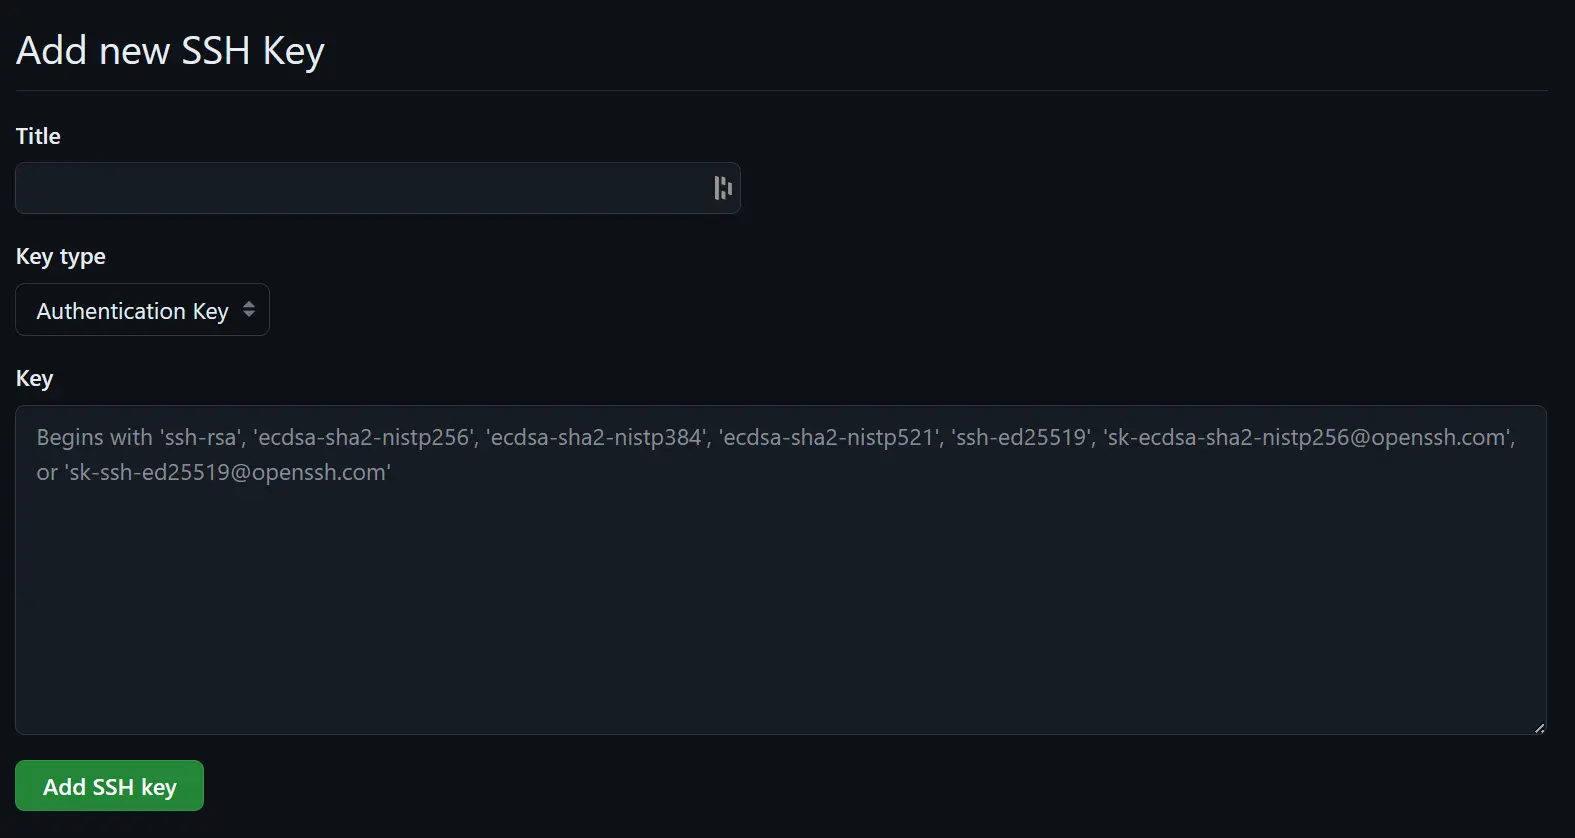 Add new SSH Key
Title
Key type
Authentication Key
Key
Begins with 'ssh-rsa', 'ecdsa-sha2-nistp256', 'ecdsa-sha2-nistp384', 'ecdsa-sha2-nistp521', 'ssh-ed25519', 'sk-ecdsa-sha2-nistp256@openssh.com',
or 'sk-ssh-ed25519@openssh.com'
Add SSH key